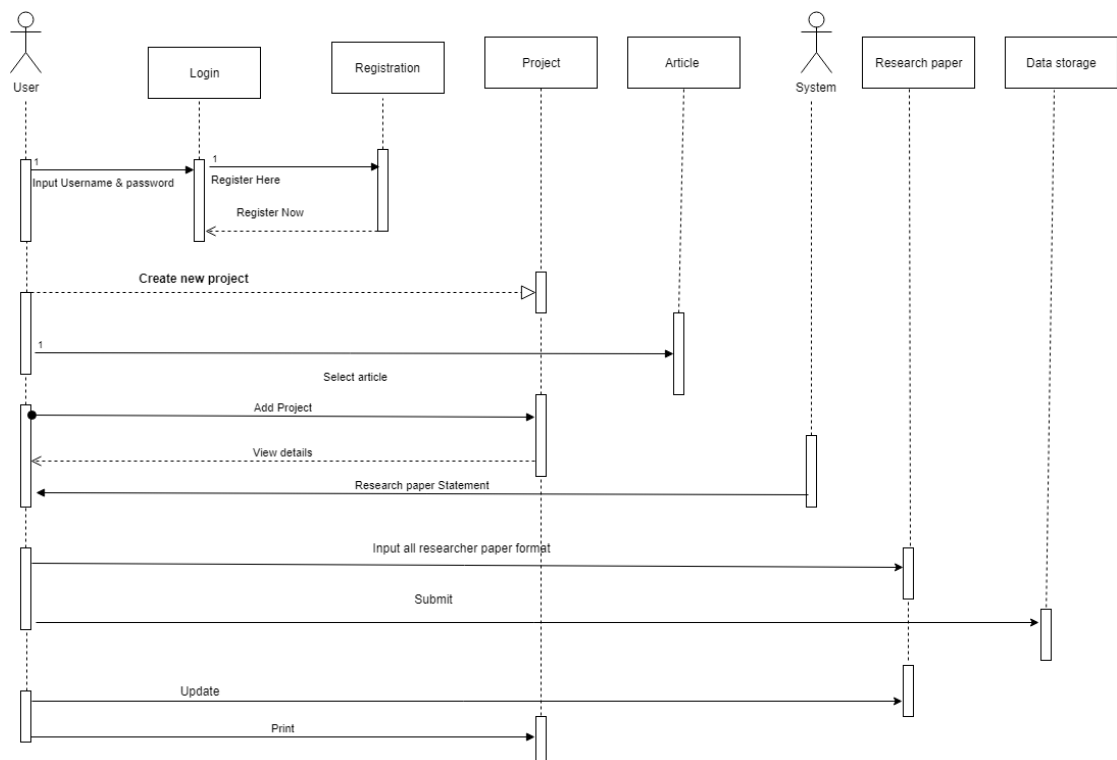 User
Login
Registration
Project
Article
System
Research paper
Data storage
1
Input Username & password
1
Register Here
Register Now
Create new project
1
Select article
Add Project
View details
Research paper Statement
Input all researcher paper format
Submit
Update
Print